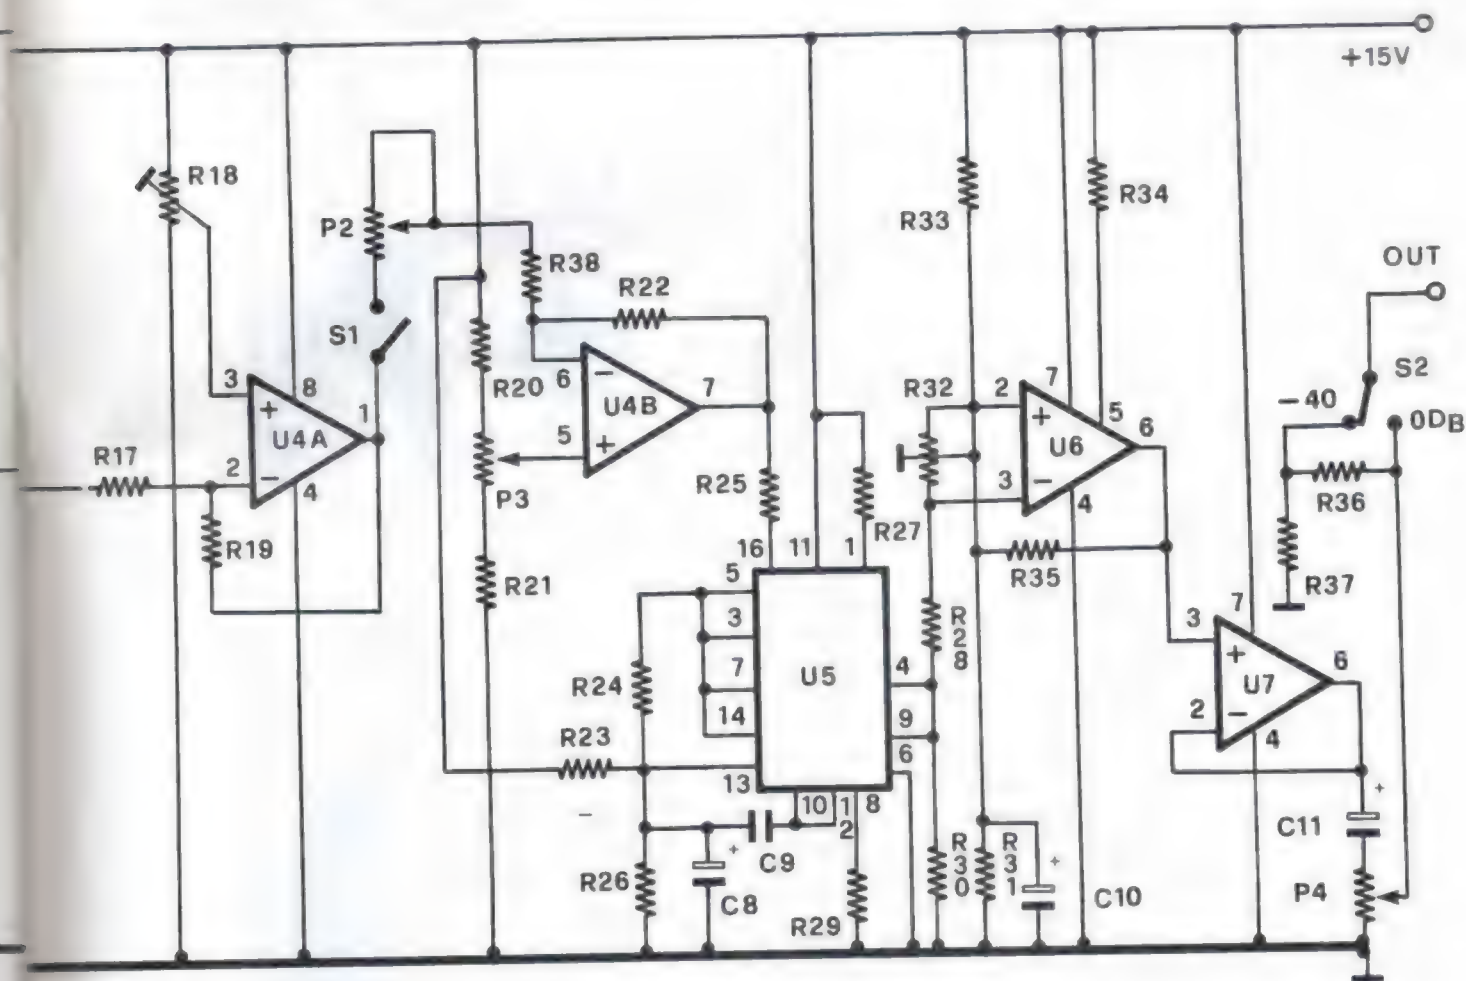 +15V
R18
P2
R38
R22
R33
R34
OUT
S1
S2
-40
0DB
3
8
+
U4A
1
2
-
4
R17
R19
R20
6
-
U4B
7
5
+
P3
R21
R25
R27
R32
2
7
+
U6
5
6
3
-
4
R35
R36
R37
16
11
1
5
3
7
14
13
U5
4
9
6
10
12
8
R24
R23
R28
3
7
+
U7
6
2
-
4
-
+
C9
R26
C8
R29
R30
R31
+
C10
+
C11
P4